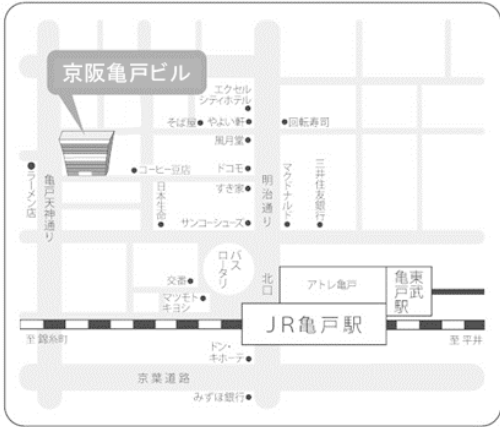 京阪亀戸ビル
エクセル
シティホテル
そば屋
やよい軒
回転寿司
風月堂
ラーメン店
亀戸天神通り
コーヒー豆店
ドコモ
日本生命
すき家
明治通り
マクドナルド
三井住友銀行
サンコーシューズ
バス
ロータリ
交番
マツモト
キヨシ
北口
アトレ亀戸
東武
亀戸駅
JR亀戸駅
至 錦糸町
至 平井
ドン・
キホーテ
京葉道路
みずほ銀行